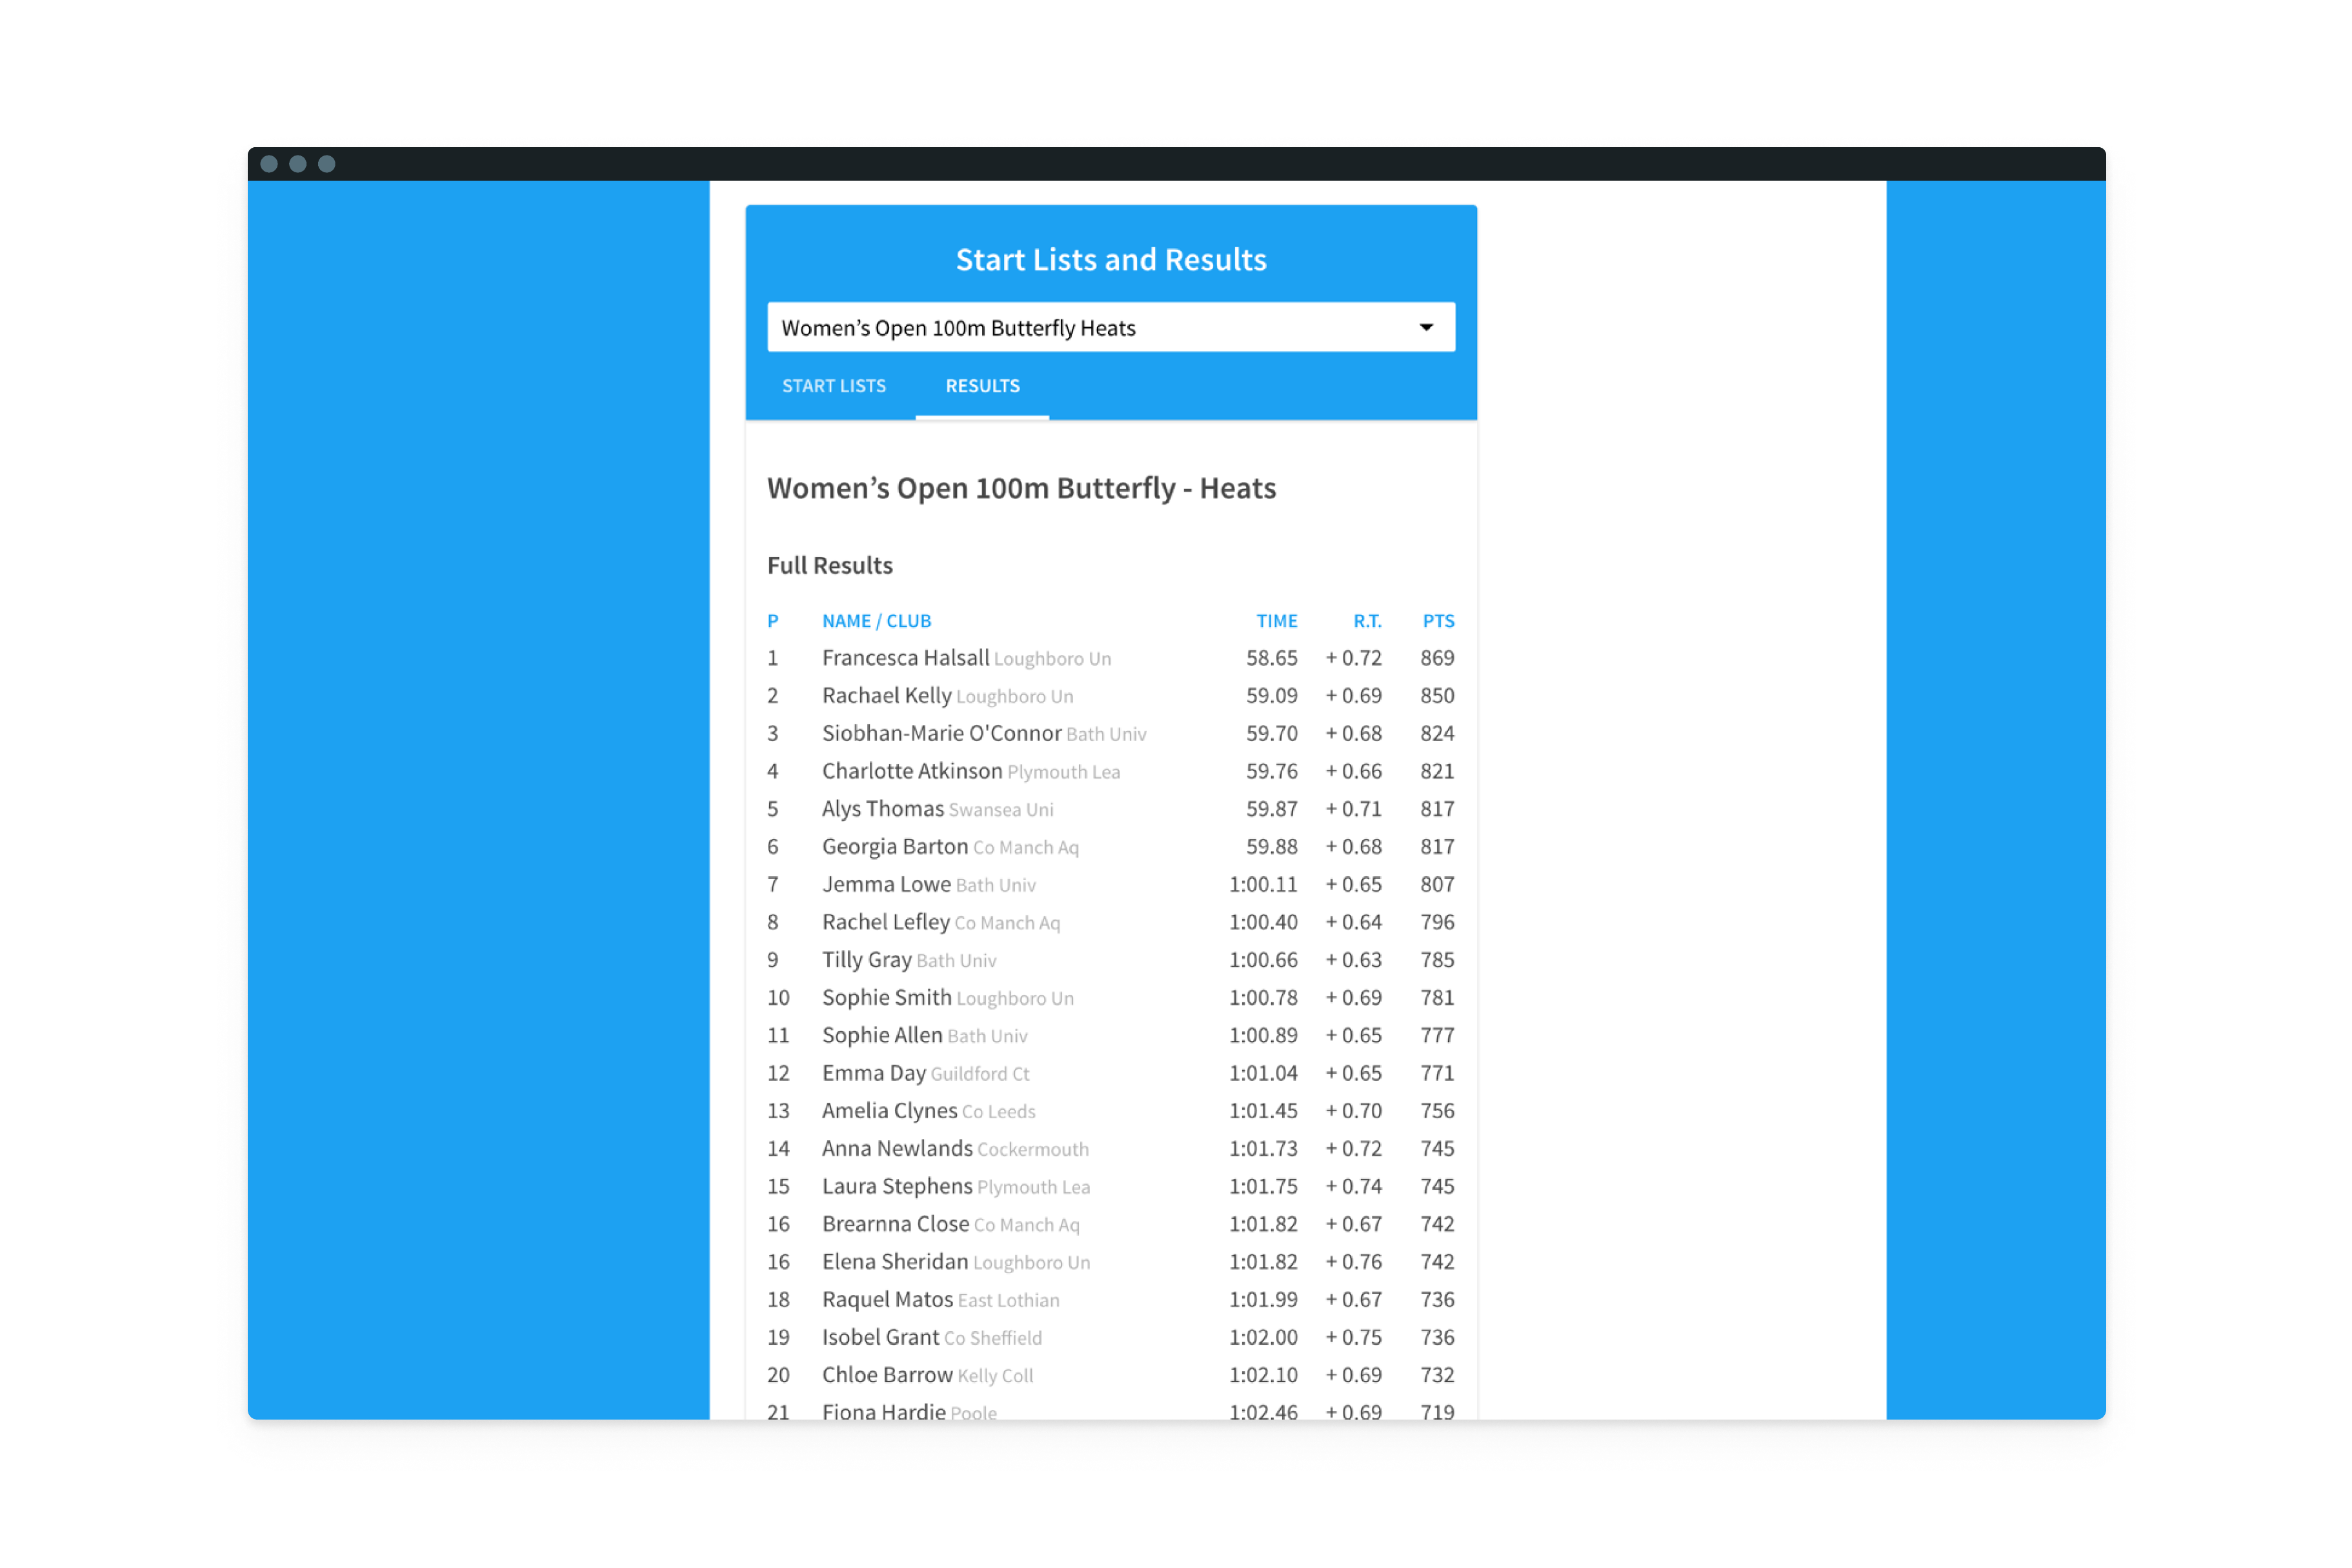 Start Lists and Results
Women’s Open 100m Butterfly Heats
START LISTS RESULTS
Women’s Open 100m Butterfly - Heats
Full Results
P NAME / CLUB TIME R.T. PTS
1 Francesca Halsall Loughboro Un 58.65 + 0.72 869
2 Rachael Kelly Loughboro Un 59.09 + 0.69 850
3 Siobhan-Marie O'Connor Bath Univ 59.70 + 0.68 824
4 Charlotte Atkinson Plymouth Lea 59.76 + 0.66 821
5 Alys Thomas Swansea Uni 59.87 + 0.71 817
6 Georgia Barton Co Manch Aq 59.88 + 0.68 817
7 Jemma Lowe Bath Univ 1:00.11 + 0.65 807
8 Rachel Lefley Co Manch Aq 1:00.40 + 0.64 796
9 Tilly Gray Bath Univ 1:00.66 + 0.63 785
10 Sophie Smith Loughboro Un 1:00.78 + 0.69 781
11 Sophie Allen Bath Univ 1:00.89 + 0.65 777
12 Emma Day Guildford Ct 1:01.04 + 0.65 771
13 Amelia Clynes Co Leeds 1:01.45 + 0.70 756
14 Anna Newlands Cockermouth 1:01.73 + 0.72 745
15 Laura Stephens Plymouth Lea 1:01.75 + 0.74 745
16 Brearnna Close Co Manch Aq 1:01.82 + 0.67 742
16 Elena Sheridan Loughboro Un 1:01.82 + 0.76 742
18 Raquel Matos East Lothian 1:01.99 + 0.67 736
19 Isobel Grant Co Sheffield 1:02.00 + 0.75 736
20 Chloe Barrow Kelly Coll 1:02.10 + 0.69 732
21 Fiona Hardie Poole 1:02.46 + 0.69 719